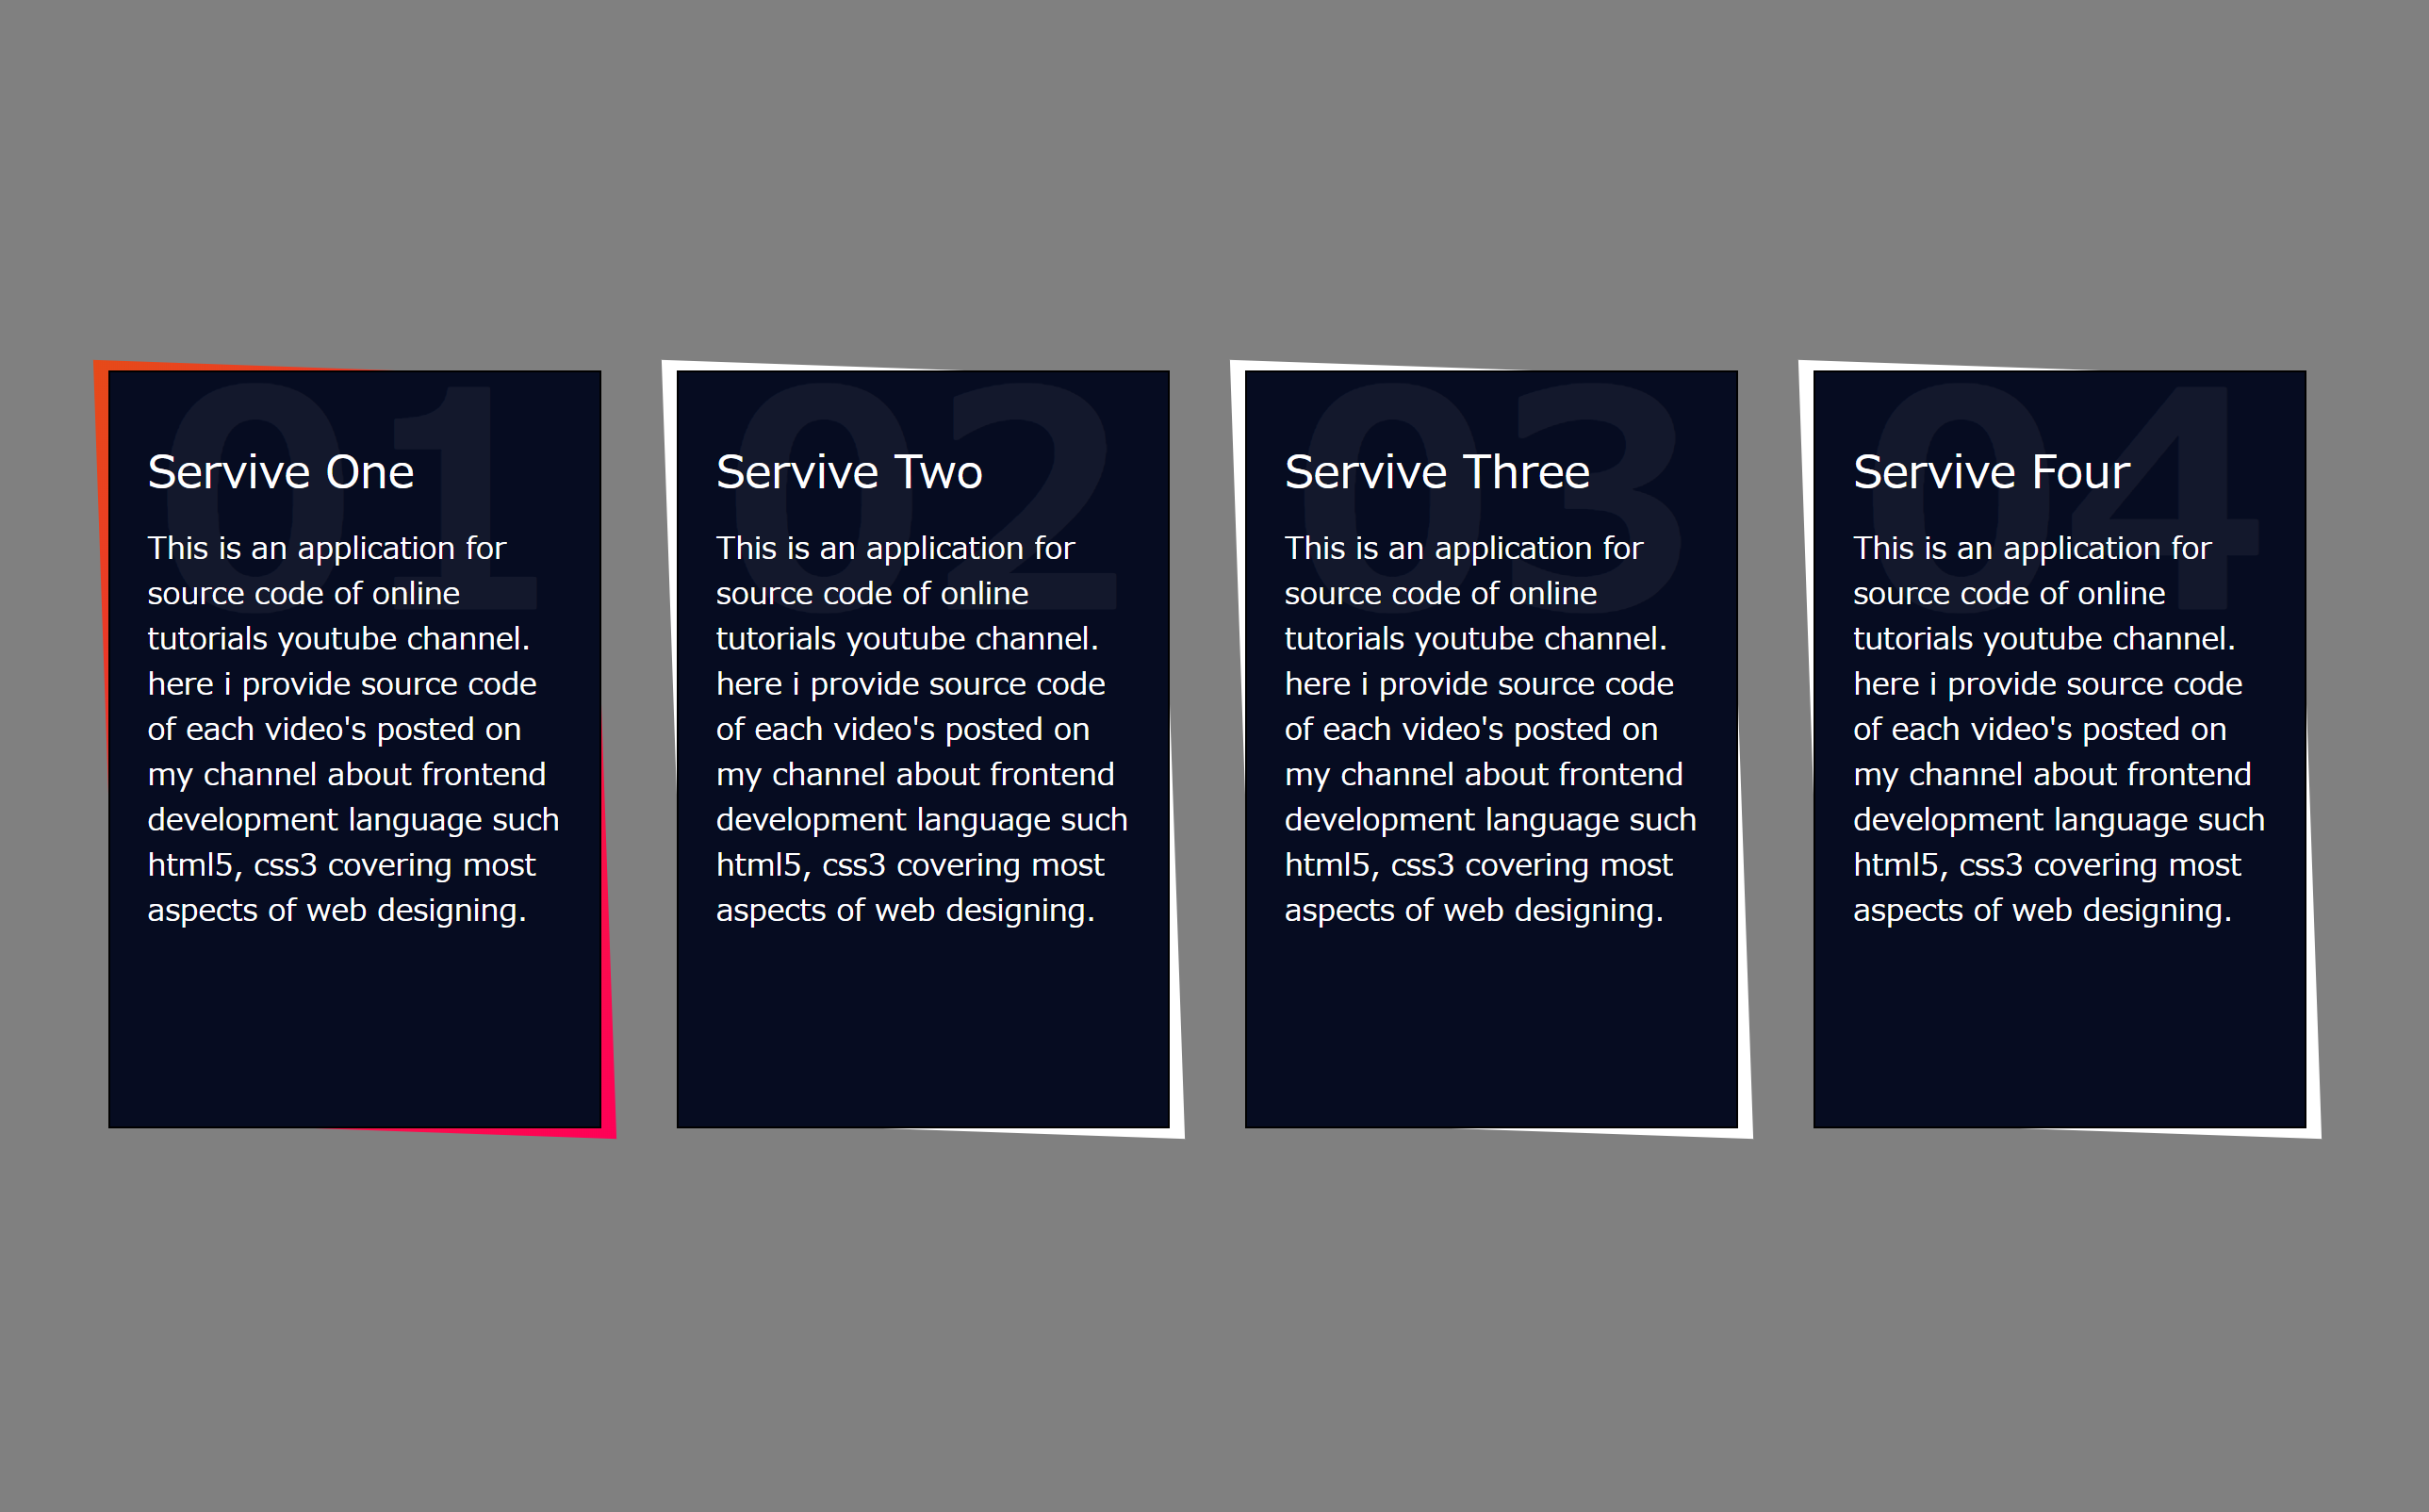 01
Servive One
This is an application for
source code of online
tutorials youtube channel.
here i provide source code
of each video's posted on
my channel about frontend
development language such
html5, css3 covering most
aspects of web designing.
02
Servive Two
This is an application for
source code of online
tutorials youtube channel.
here i provide source code
of each video's posted on
my channel about frontend
development language such
html5, css3 covering most
aspects of web designing.
03
Servive Three
This is an application for
source code of online
tutorials youtube channel.
here i provide source code
of each video's posted on
my channel about frontend
development language such
html5, css3 covering most
aspects of web designing.
04
Servive Four
This is an application for
source code of online
tutorials youtube channel.
here i provide source code
of each video's posted on
my channel about frontend
development language such
html5, css3 covering most
aspects of web designing.